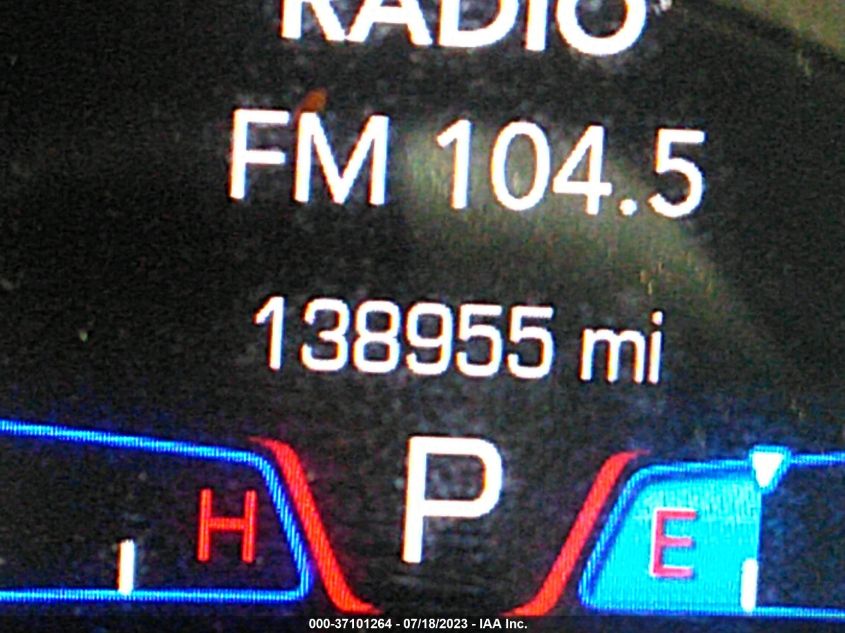 RADIO
FM 104.5
138955 mi
P
H
E
000-37101264 - 07/18/2023 - IAA Inc.